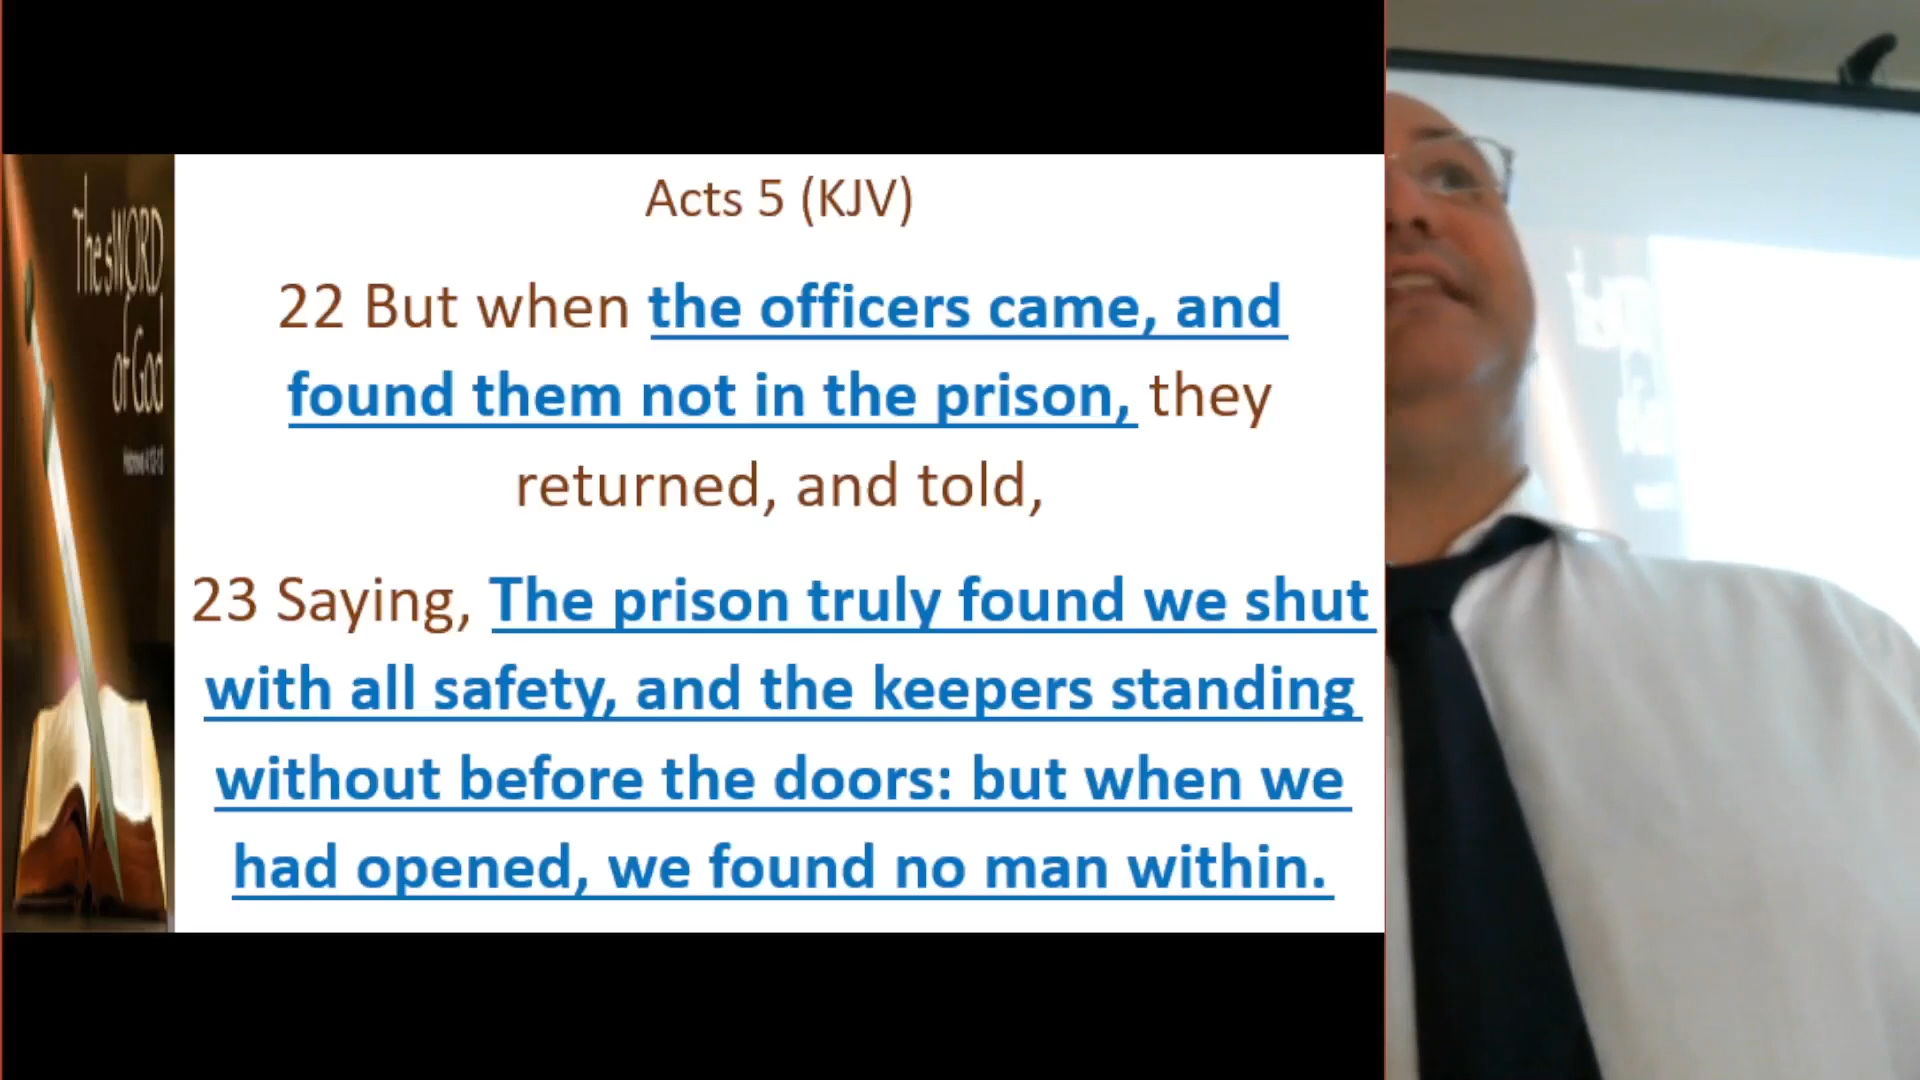 The sWORD
of God
Acts 5 (KJV)
22 But when the officers came, and
found them not in the prison, they
returned, and told,
23 Saying, The prison truly found we shut
with all safety, and the keepers standing
without before the doors: but when we
had opened, we found no man within.